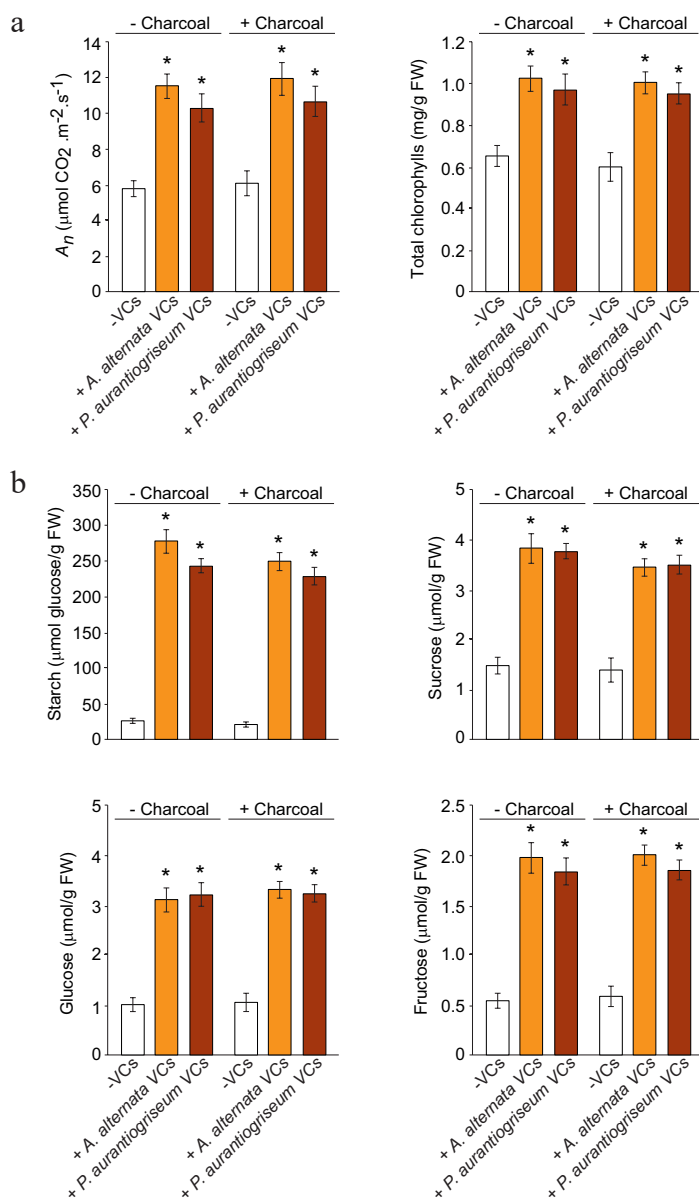 a
- Charcoal + Charcoal
14
12
10
8
6
4
2
0
An (μmol CO2 .m-2.s-1)
* * * *
-VCs
+ A. alternata VCs
+ P. aurantiogriseum VCs
-VCs
+ A. alternata VCs
+ P. aurantiogriseum VCs
- Charcoal + Charcoal
1.2
1.0
0.8
0.6
0.4
0.2
0
Total chlorophylls (mg/g FW)
* * * *
-VCs
+ A. alternata VCs
+ P. aurantiogriseum VCs
-VCs
+ A. alternata VCs
+ P. aurantiogriseum VCs
b
- Charcoal + Charcoal
350
300
250
200
150
100
50
0
Starch (μmol glucose/g FW)
* * * *
- Charcoal + Charcoal
5
4
3
2
1
0
Sucrose (μmol/g FW)
* * * *
- Charcoal + Charcoal
5
4
3
2
1
0
Glucose (μmol/g FW)
* * * *
-VCs
+ A. alternata VCs
+ P. aurantiogriseum VCs
-VCs
+ A. alternata VCs
+ P. aurantiogriseum VCs
- Charcoal + Charcoal
2.5
2.0
1.5
1.0
0.5
0
Fructose (μmol/g FW)
* * * *
-VCs
+ A. alternata VCs
+ P. aurantiogriseum VCs
-VCs
+ A. alternata VCs
+ P. aurantiogriseum VCs